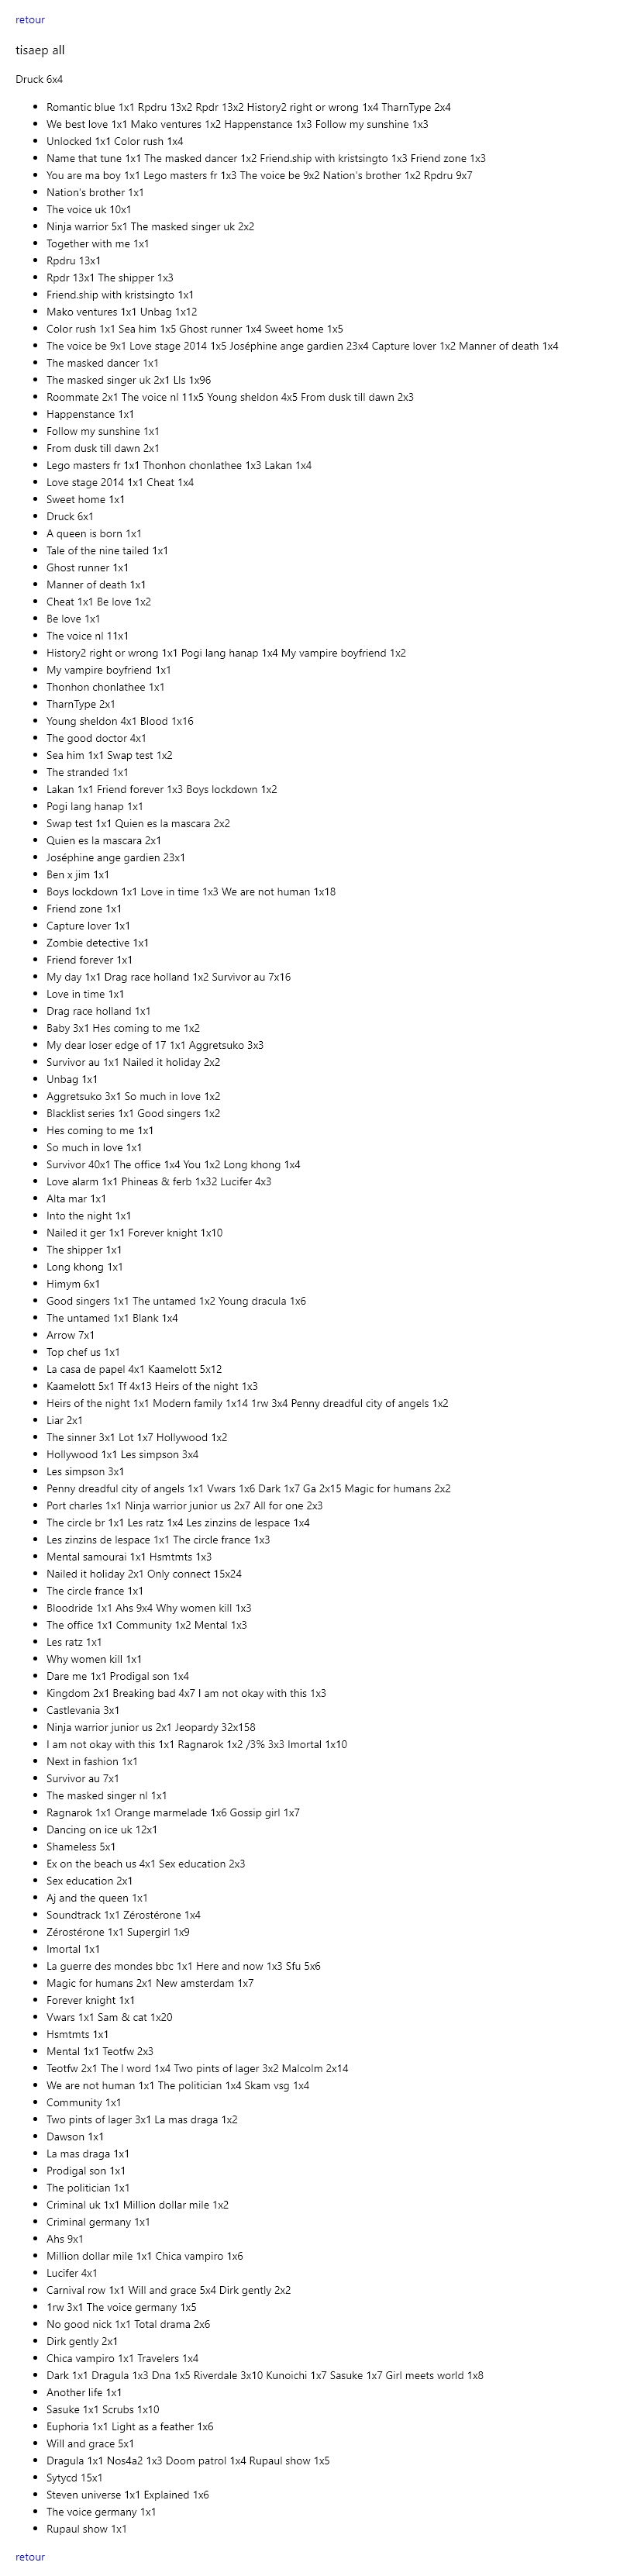 retour
tisaep all
Druck 6x4
Romantic blue 1x1 Rpdru 13x2 Rpdr 13x2 History2 right or wrong 1x4 TharnType 2x4
We best love 1x1 Mako ventures 1x2 Happenstance 1x3 Follow my sunshine 1x3
Unlocked 1x1 Color rush 1x4
Name that tune 1x1 The masked dancer 1x2 Friend.ship with kristsingto 1x3 Friend zone 1x3
You are ma boy 1x1 Lego masters fr 1x3 The voice be 9x2 Nation's brother 1x2 Rpdru 9x7
Nation's brother 1x1
The voice uk 10x1
Ninja warrior 5x1 The masked singer uk 2x2
Together with me 1x1
Rpdru 13x1
Rpdr 13x1 The shipper 1x3
Friend.ship with kristsingto 1x1
Mako ventures 1x1 Unbag 1x12
Color rush 1x1 Sea him 1x5 Ghost runner 1x4 Sweet home 1x5
The voice be 9x1 Love stage 2014 1x5 Joséphine ange gardien 23x4 Capture lover 1x2 Manner of death 1x4
The masked dancer 1x1
The masked singer uk 2x1 Lls 1x96
Roommate 2x1 The voice nl 11x5 Young sheldon 4x5 From dusk till dawn 2x3
Happenstance 1x1
Follow my sunshine 1x1
From dusk till dawn 2x1
Lego masters fr 1x1 Thonhon chonlathee 1x3 Lakan 1x4
Love stage 2014 1x1 Cheat 1x4
Sweet home 1x1
Druck 6x1
A queen is born 1x1
Tale of the nine tailed 1x1
Ghost runner 1x1
Manner of death 1x1
Cheat 1x1 Be love 1x2
Be love 1x1
The voice nl 11x1
History2 right or wrong 1x1 Pogi lang hanap 1x4 My vampire boyfriend 1x2
My vampire boyfriend 1x1
Thonhon chonlathee 1x1
TharnType 2x1
Young sheldon 4x1 Blood 1x16
The good doctor 4x1
Sea him 1x1 Swap test 1x2
The stranded 1x1
Lakan 1x1 Friend forever 1x3 Boys lockdown 1x2
Pogi lang hanap 1x1
Swap test 1x1 Quien es la mascara 2x2
Quien es la mascara 2x1
Joséphine ange gardien 23x1
Ben x jim 1x1
Boys lockdown 1x1 Love in time 1x3 We are not human 1x18
Friend zone 1x1
Capture lover 1x1
Zombie detective 1x1
Friend forever 1x1
My day 1x1 Drag race holland 1x2 Survivor au 7x16
Love in time 1x1
Drag race holland 1x1
Baby 3x1 Hes coming to me 1x2
My dear loser edge of 17 1x1 Aggretsuko 3x3
Survivor au 1x1 Nailed it holiday 2x2
Unbag 1x1
Aggretsuko 3x1 So much in love 1x2
Blacklist series 1x1 Good singers 1x2
Hes coming to me 1x1
So much in love 1x1
Survivor 40x1 The office 1x4 You 1x2 Long khong 1x4
Love alarm 1x1 Phineas & ferb 1x32 Lucifer 4x3
Alta mar 1x1
Into the night 1x1
Nailed it ger 1x1 Forever knight 1x10
The shipper 1x1
Long khong 1x1
Himym 6x1
Good singers 1x1 The untamed 1x2 Young dracula 1x6
The untamed 1x1 Blank 1x4
Arrow 7x1
Top chef us 1x1
La casa de papel 4x1 Kaamelott 5x12
Kaamelott 5x1 Tf 4x13 Heirs of the night 1x3
Heirs of the night 1x1 Modern family 1x14 1rw 3x4 Penny dreadful city of angels 1x2
Liar 2x1
The sinner 3x1 Lot 1x7 Hollywood 1x2
Hollywood 1x1 Les simpson 3x4
Les simpson 3x1
Penny dreadful city of angels 1x1 Vwars 1x6 Dark 1x7 Ga 2x15 Magic for humans 2x2
Port charles 1x1 Ninja warrior junior us 2x7 All for one 2x3
The circle br 1x1 Les ratz 1x4 Les zinzins de lespace 1x4
Les zinzins de lespace 1x1 The circle france 1x3
Mental samourai 1x1 Hsmtmts 1x3
Nailed it holiday 2x1 Only connect 15x24
The circle france 1x1
Bloodride 1x1 Ahs 9x4 Why women kill 1x3
The office 1x1 Community 1x2 Mental 1x3
Les ratz 1x1
Why women kill 1x1
Dare me 1x1 Prodigal son 1x4
Kingdom 2x1 Breaking bad 4x7 I am not okay with this 1x3
Castlevania 3x1
Ninja warrior junior us 2x1 Jeopardy 32x158
I am not okay with this 1x1 Ragnarok 1x2 /3% 3x3 Imortal 1x10
Next in fashion 1x1
Survivor au 7x1
The masked singer nl 1x1
Ragnarok 1x1 Orange marmelade 1x6 Gossip girl 1x7
Dancing on ice uk 12x1
Shameless 5x1
Ex on the beach us 4x1 Sex education 2x3
Sex education 2x1
Aj and the queen 1x1
Soundtrack 1x1 Zérostérone 1x4
Zérostérone 1x1 Supergirl 1x9
Imortal 1x1
La guerre des mondes bbc 1x1 Here and now 1x3 Sfu 5x6
Magic for humans 2x1 New amsterdam 1x7
Forever knight 1x1
Vwars 1x1 Sam & cat 1x20
Hsmtmts 1x1
Mental 1x1 Teotfw 2x3
Teotfw 2x1 The l word 1x4 Two pints of lager 3x2 Malcolm 2x14
We are not human 1x1 The politician 1x4 Skam vsg 1x4
Community 1x1
Two pints of lager 3x1 La mas draga 1x2
Dawson 1x1
La mas draga 1x1
Prodigal son 1x1
The politician 1x1
Criminal uk 1x1 Million dollar mile 1x2
Criminal germany 1x1
Ahs 9x1
Million dollar mile 1x1 Chica vampiro 1x6
Lucifer 4x1
Carnival row 1x1 Will and grace 5x4 Dirk gently 2x2
1rw 3x1 The voice germany 1x5
No good nick 1x1 Total drama 2x6
Dirk gently 2x1
Chica vampiro 1x1 Travelers 1x4
Dark 1x1 Dragula 1x3 Dna 1x5 Riverdale 3x10 Kunoichi 1x7 Sasuke 1x7 Girl meets world 1x8
Another life 1x1
Sasuke 1x1 Scrubs 1x10
Euphoria 1x1 Light as a feather 1x6
Will and grace 5x1
Dragula 1x1 Nos4a2 1x3 Doom patrol 1x4 Rupaul show 1x5
Sytycd 15x1
Steven universe 1x1 Explained 1x6
The voice germany 1x1
Rupaul show 1x1
retour